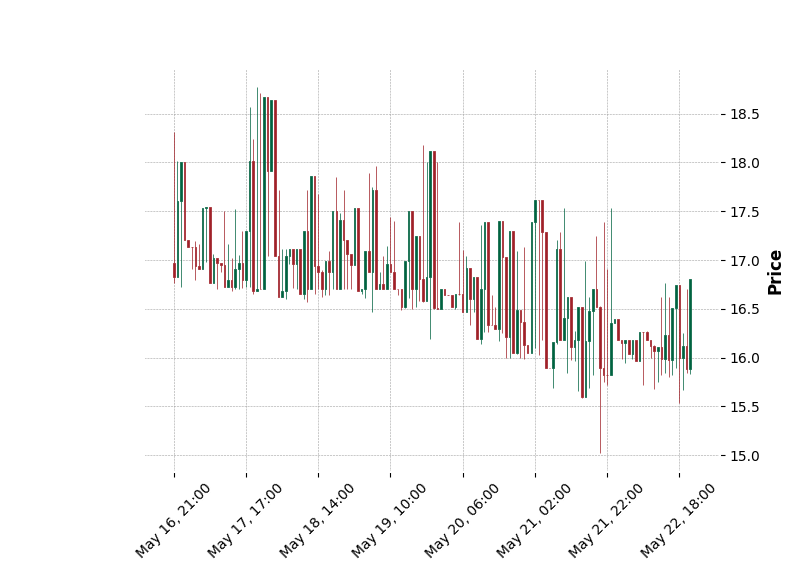 18.5
18.0
17.5
17.0
16.5
16.0
15.5
15.0
Price
May 16, 21:00
May 17, 17:00
May 18, 14:00
May 19, 10:00
May 20, 06:00
May 21, 02:00
May 21, 22:00
May 22, 18:00